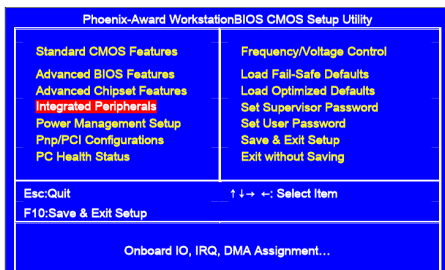 Phoenix-Award WorkstationBIOS CMOS Setup Utility
Standard CMOS Features
Advanced BIOS Features
Advanced Chipset Features
Integrated Peripherals
Power Management Setup
Pnp/PCI Configurations
PC Health Status
Frequency/Voltage Control
Load Fail-Safe Defaults
Load Optimized Defaults
Set Supervisor Password
Set User Password
Save & Exit Setup
Exit without Saving
Esc:Quit
↑↓→ ←: Select Item
F10:Save & Exit Setup
Onboard IO, IRQ, DMA Assignment…